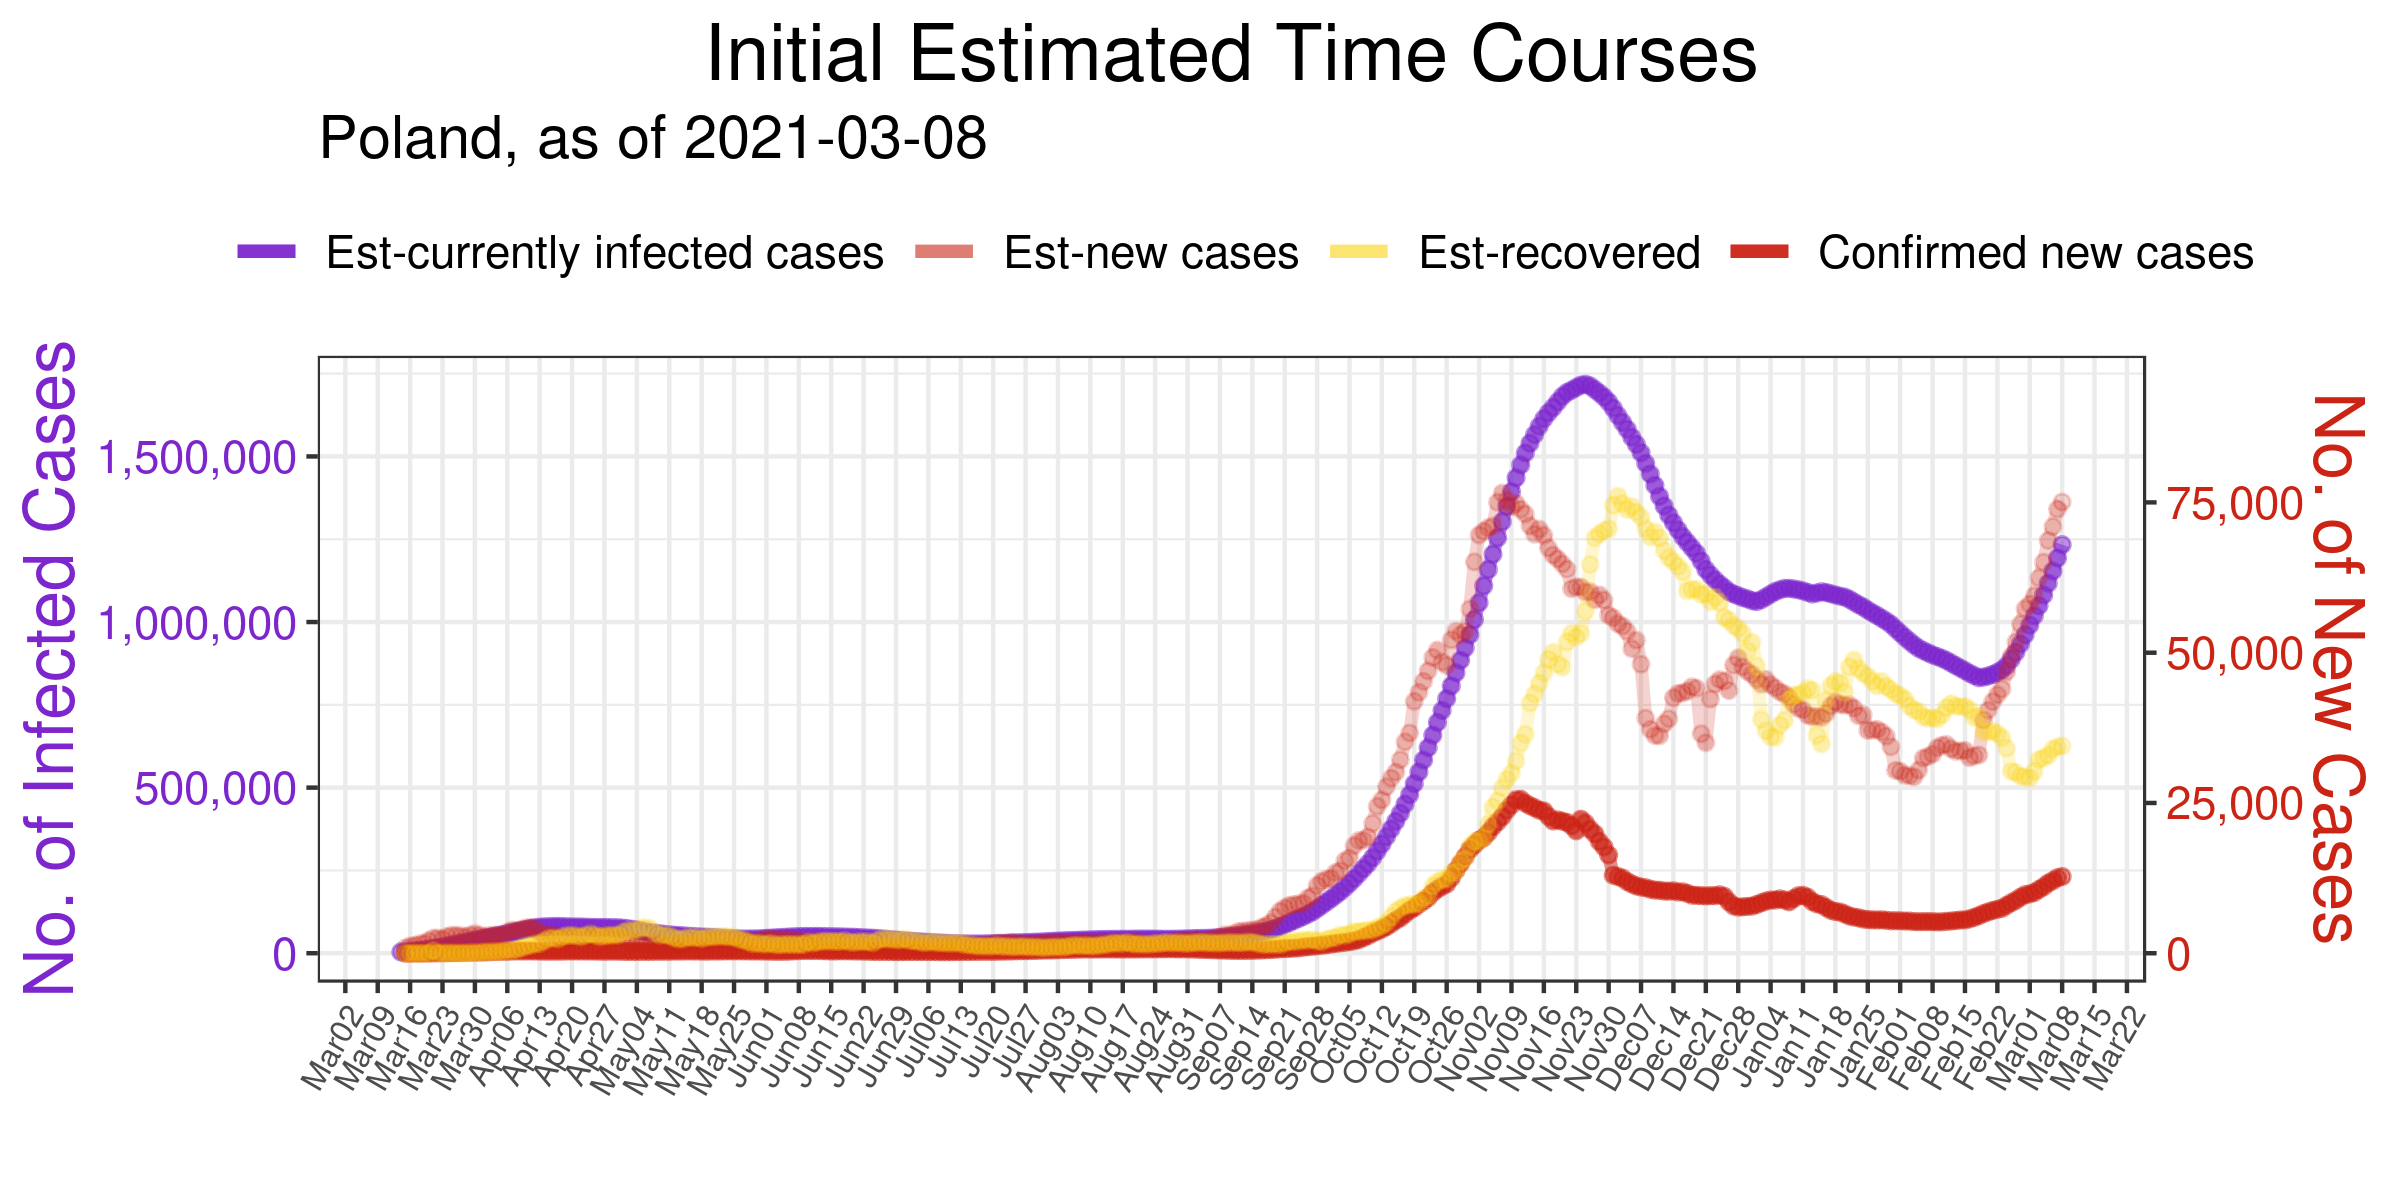 Initial Estimated Time Courses
Poland, as of 2021-03-08
Est-currently infected cases Est-new cases Est-recovered Confirmed new cases
No. of Infected Cases
1,500,000
1,000,000
500,000
0
75,000
50,000
25,000
0
No. of New Cases
Mar02 Mar09 Mar16 Mar23 Mar30 Apr06 Apr13 Apr20 Apr27 May04 May11 May18 May25 Jun01 Jun08 Jun15 Jun22 Jun29 Jul06 Jul13 Jul20 Jul27 Aug03 Aug10 Aug17 Aug24 Aug31 Sep07 Sep14 Sep21 Sep28 Oct05 Oct12 Oct19 Oct26 Nov02 Nov09 Nov16 Nov23 Nov30 Dec07 Dec14 Dec21 Dec28 Jan04 Jan11 Jan18 Jan25 Feb01 Feb08 Feb15 Feb22 Mar01 Mar08 Mar15 Mar22